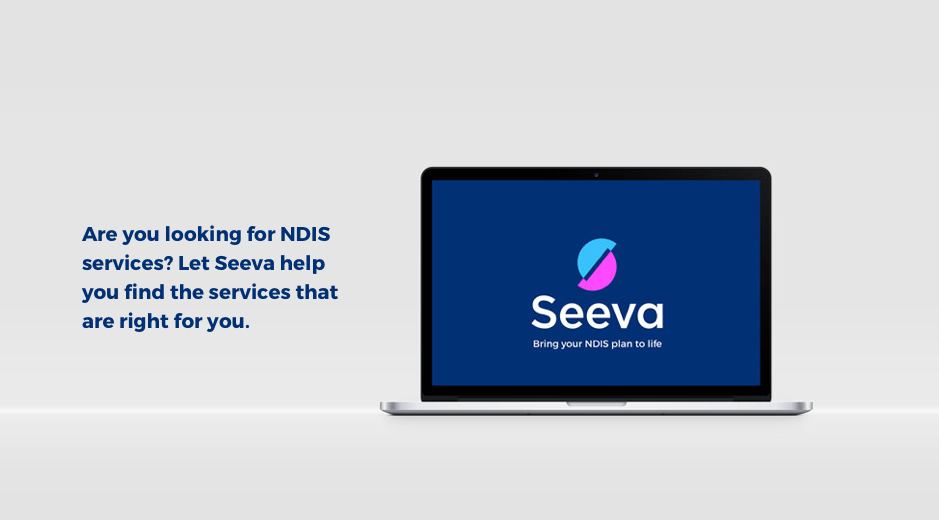 Are you looking for NDIS
services? Let Seeva help
you find the services that
are right for you.
Seeva
Bring your NDIS plan to life